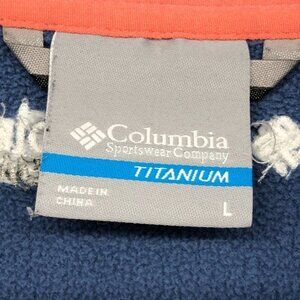 Columbia
Sportswear Company
TITANIUM
MADE IN
CHINA
L